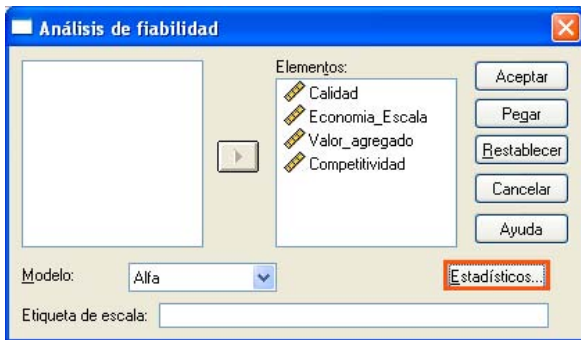 Análisis de fiabilidad
Elementos:
Calidad
Economia_Escala
Valor_agregado
Competitividad
Aceptar
Pegar
Restablecer
Cancelar
Ayuda
Modelo:
Alfa
Estadísticos...
Etiqueta de escala: